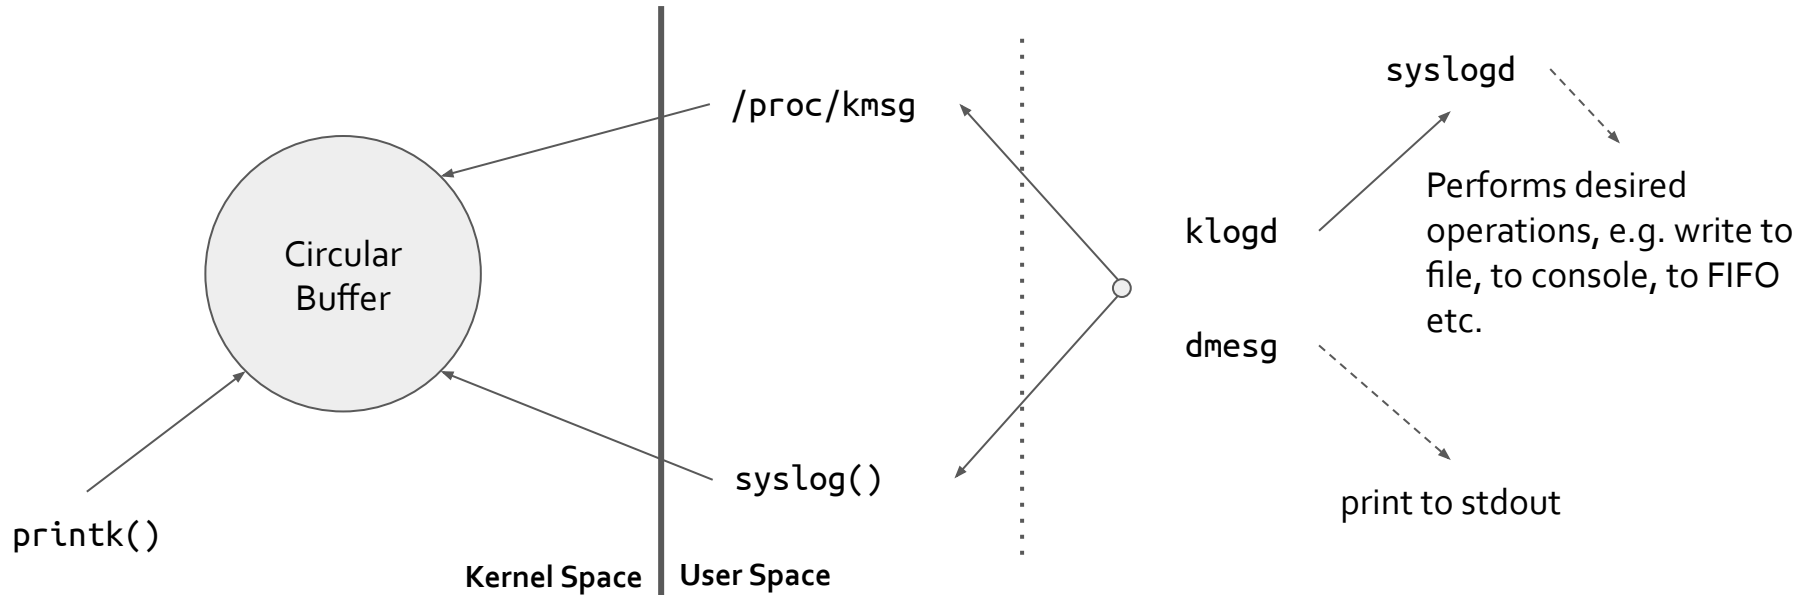 syslogd
/proc/kmsg
Performs desired
operations, e.g. write to
file, to console, to FIFO
etc.
klogd
Circular
Buffer
dmesg
syslog()
print to stdout
printk()
Kernel Space
User Space